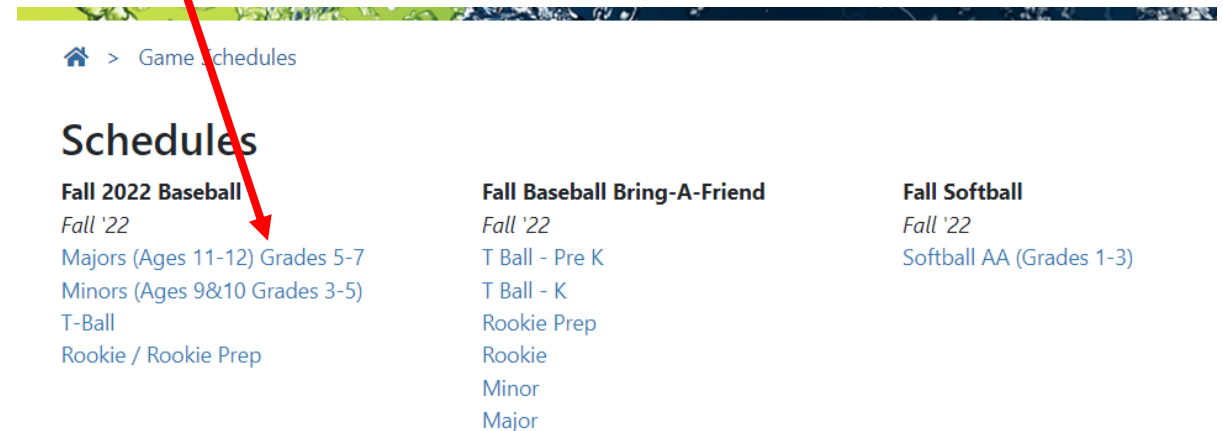 > Game Schedules
Schedules
Fall 2022 Baseball
Fall '22
Majors (Ages 11-12) Grades 5-7
Minors (Ages 9&10 Grades 3-5)
T-Ball
Rookie / Rookie Prep
Fall Baseball Bring-A-Friend
Fall '22
T Ball - Pre K
T Ball - K
Rookie Prep
Rookie
Minor
Major
Fall Softball
Fall '22
Softball AA (Grades 1-3)